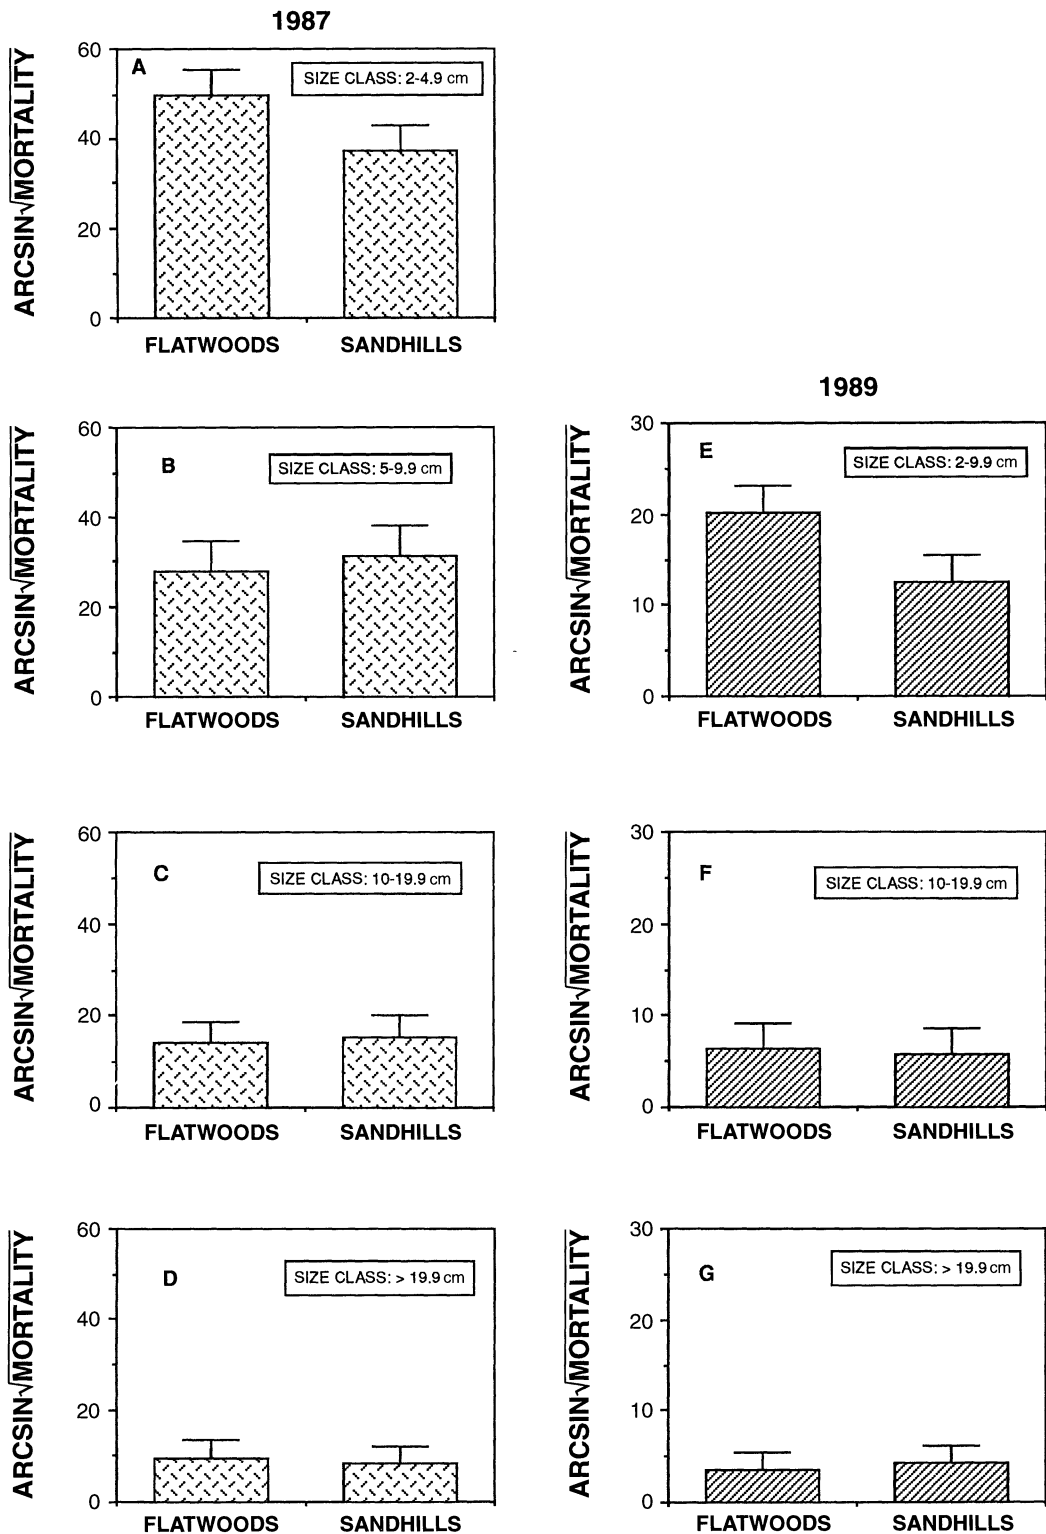 1987
ARCSIN√MORTALITY
A
SIZE CLASS: 2-4.9 cm
60
40
20
0
FLATWOODS SANDHILLS
ARCSIN√MORTALITY
B
SIZE CLASS: 5-9.9 cm
60
40
20
0
FLATWOODS SANDHILLS
1989
ARCSIN√MORTALITY
E
SIZE CLASS: 2-9.9 cm
30
20
10
0
FLATWOODS SANDHILLS
ARCSIN√MORTALITY
C
SIZE CLASS: 10-19.9 cm
60
40
20
0
FLATWOODS SANDHILLS
ARCSIN√MORTALITY
F
SIZE CLASS: 10-19.9 cm
30
20
10
0
FLATWOODS SANDHILLS
ARCSIN√MORTALITY
D
SIZE CLASS: > 19.9 cm
60
40
20
0
FLATWOODS SANDHILLS
ARCSIN√MORTALITY
G
SIZE CLASS: > 19.9 cm
30
20
10
0
FLATWOODS SANDHILLS